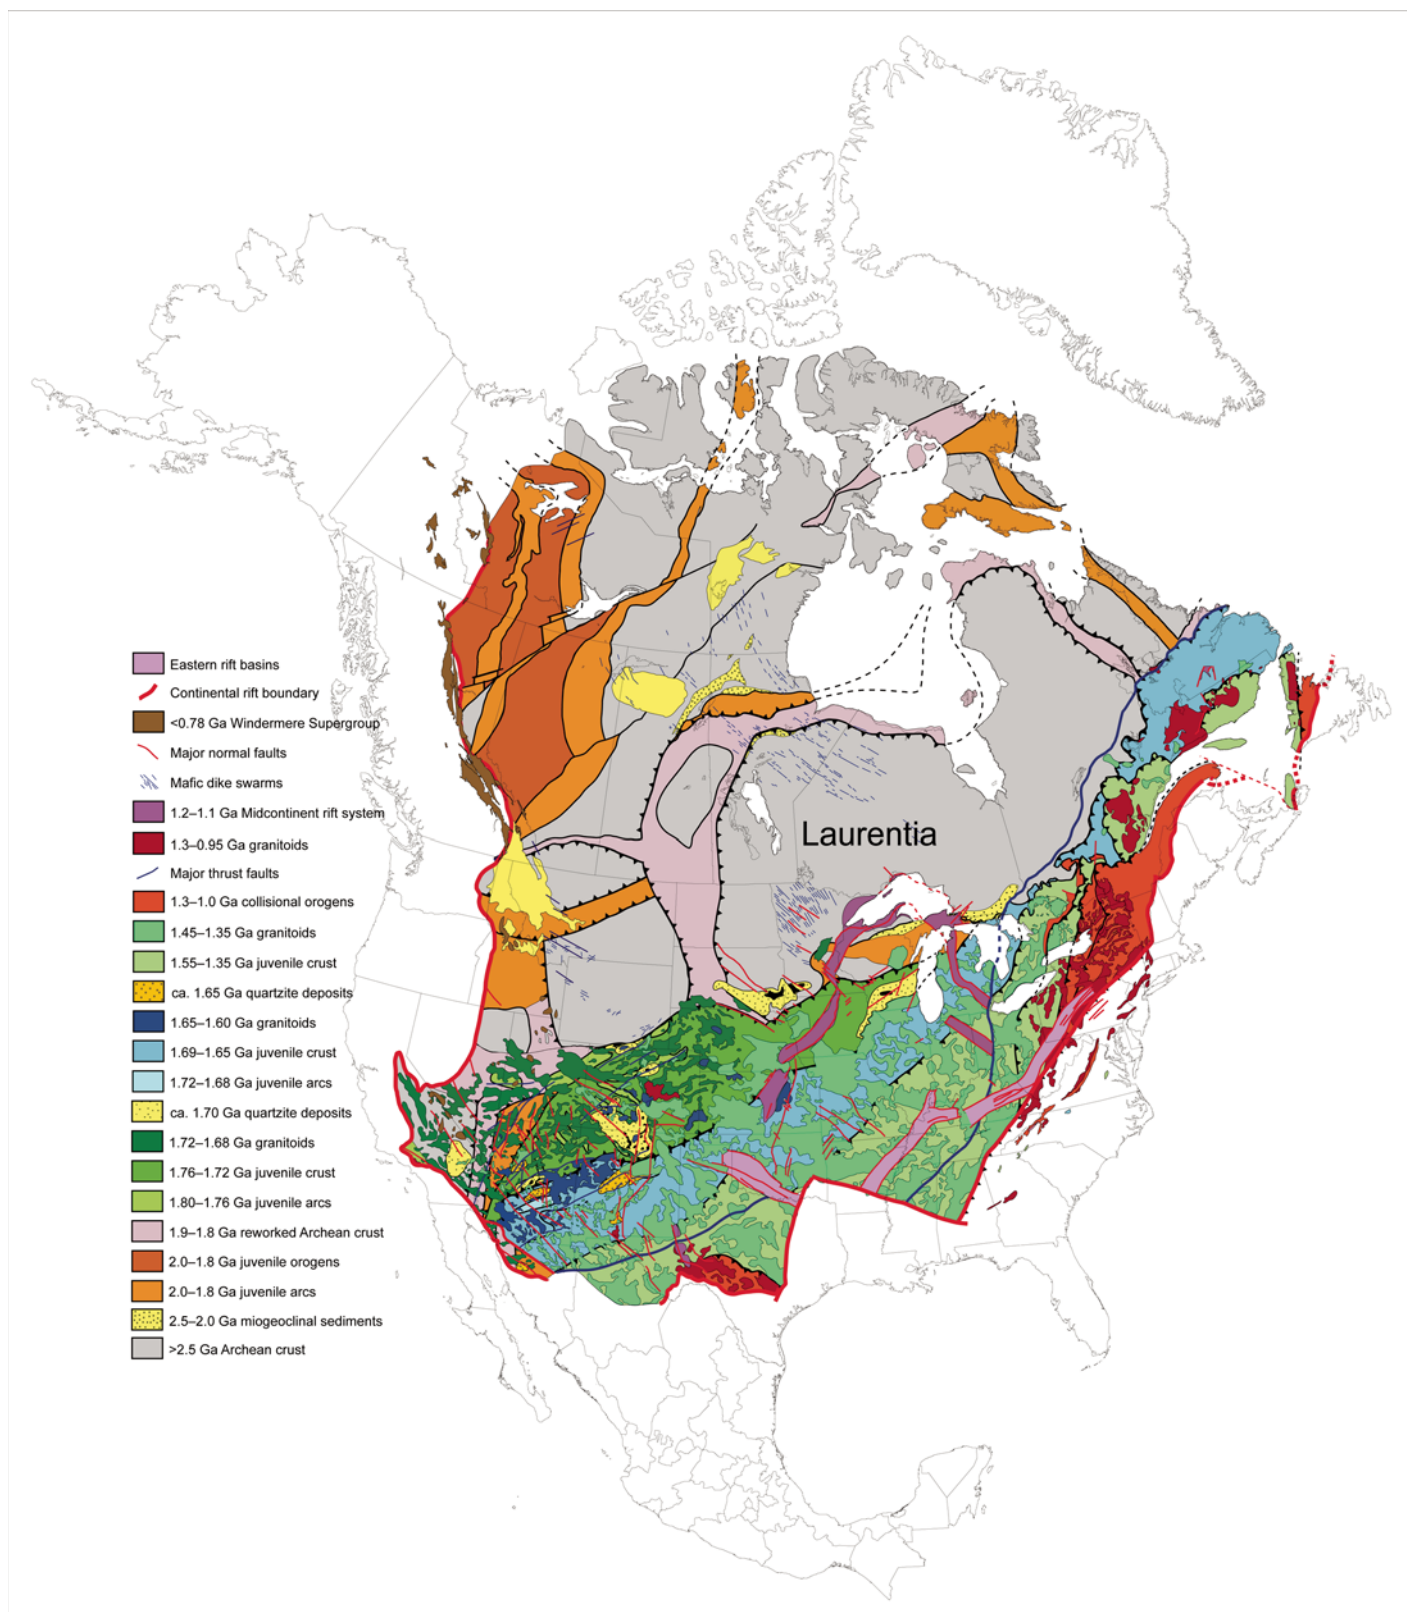 Laurentia
Eastern rift basins
Continental rift boundary
<0.78 Ga Windermere Supergroup
Major normal faults
Mafic dike swarms
1.2–1.1 Ga Midcontinent rift system
1.3–0.95 Ga granitoids
Major thrust faults
1.3–1.0 Ga collisional orogens
1.45–1.35 Ga granitoids
1.55–1.35 Ga juvenile crust
ca. 1.65 Ga quartzite deposits
1.65–1.60 Ga granitoids
1.69–1.65 Ga juvenile crust
1.72–1.68 Ga juvenile arcs
ca. 1.70 Ga quartzite deposits
1.72–1.68 Ga granitoids
1.76–1.72 Ga juvenile crust
1.80–1.76 Ga juvenile arcs
1.9–1.8 Ga reworked Archean crust
2.0–1.8 Ga juvenile orogens
2.0–1.8 Ga juvenile arcs
2.5–2.0 Ga miogeoclinal sediments
>2.5 Ga Archean crust